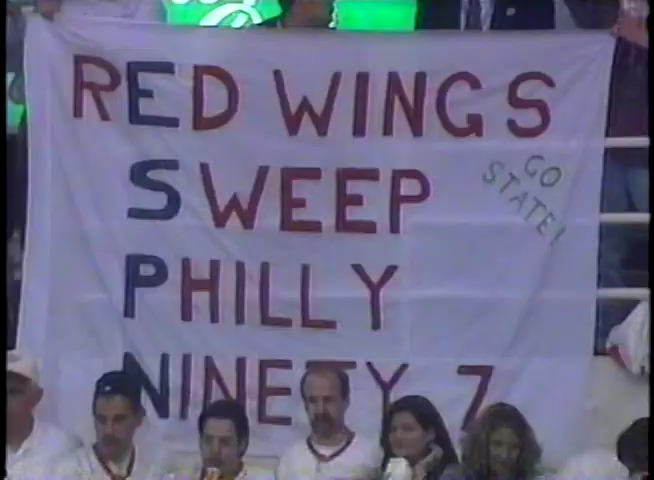 RED WINGS
SWEEP
GO
STATE!
PHILLY
NINETY 7